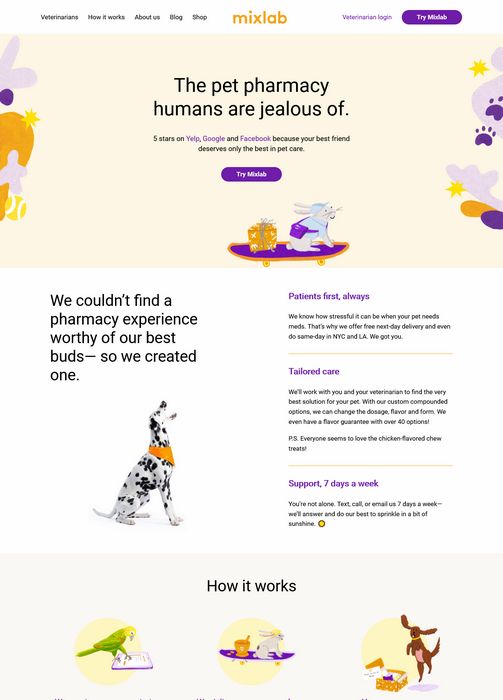 Veterinarians How it works About us Blog Shop mixlab Veterinarian login Try Mixlab
The pet pharmacy
humans are jealous of.
5 stars on Yelp, Google and Facebook because your best friend
deserves only the best in pet care.
Try Mixlab
We couldn't find a
pharmacy experience
worthy of our best
buds— so we created
one.
Patients first, always
We know how stressful it can be when your pet needs
meds. That's why we offer free next-day delivery and even
do same-day in NYC and LA. We got you.
Tailored care
We'll work with you and your veterinarian to find the very
best solution for your pet. With our custom compounded
options, we can change the dosage, flavor and form. We
even have a flavor guarantee with over 40 options!
P.S. Everyone seems to love the chicken-flavored chew
treats!
Support, 7 days a week
You're not alone. Text, call, or email us 7 days a week—
we'll answer and do our best to sprinkle in a bit of
sunshine.
How it works